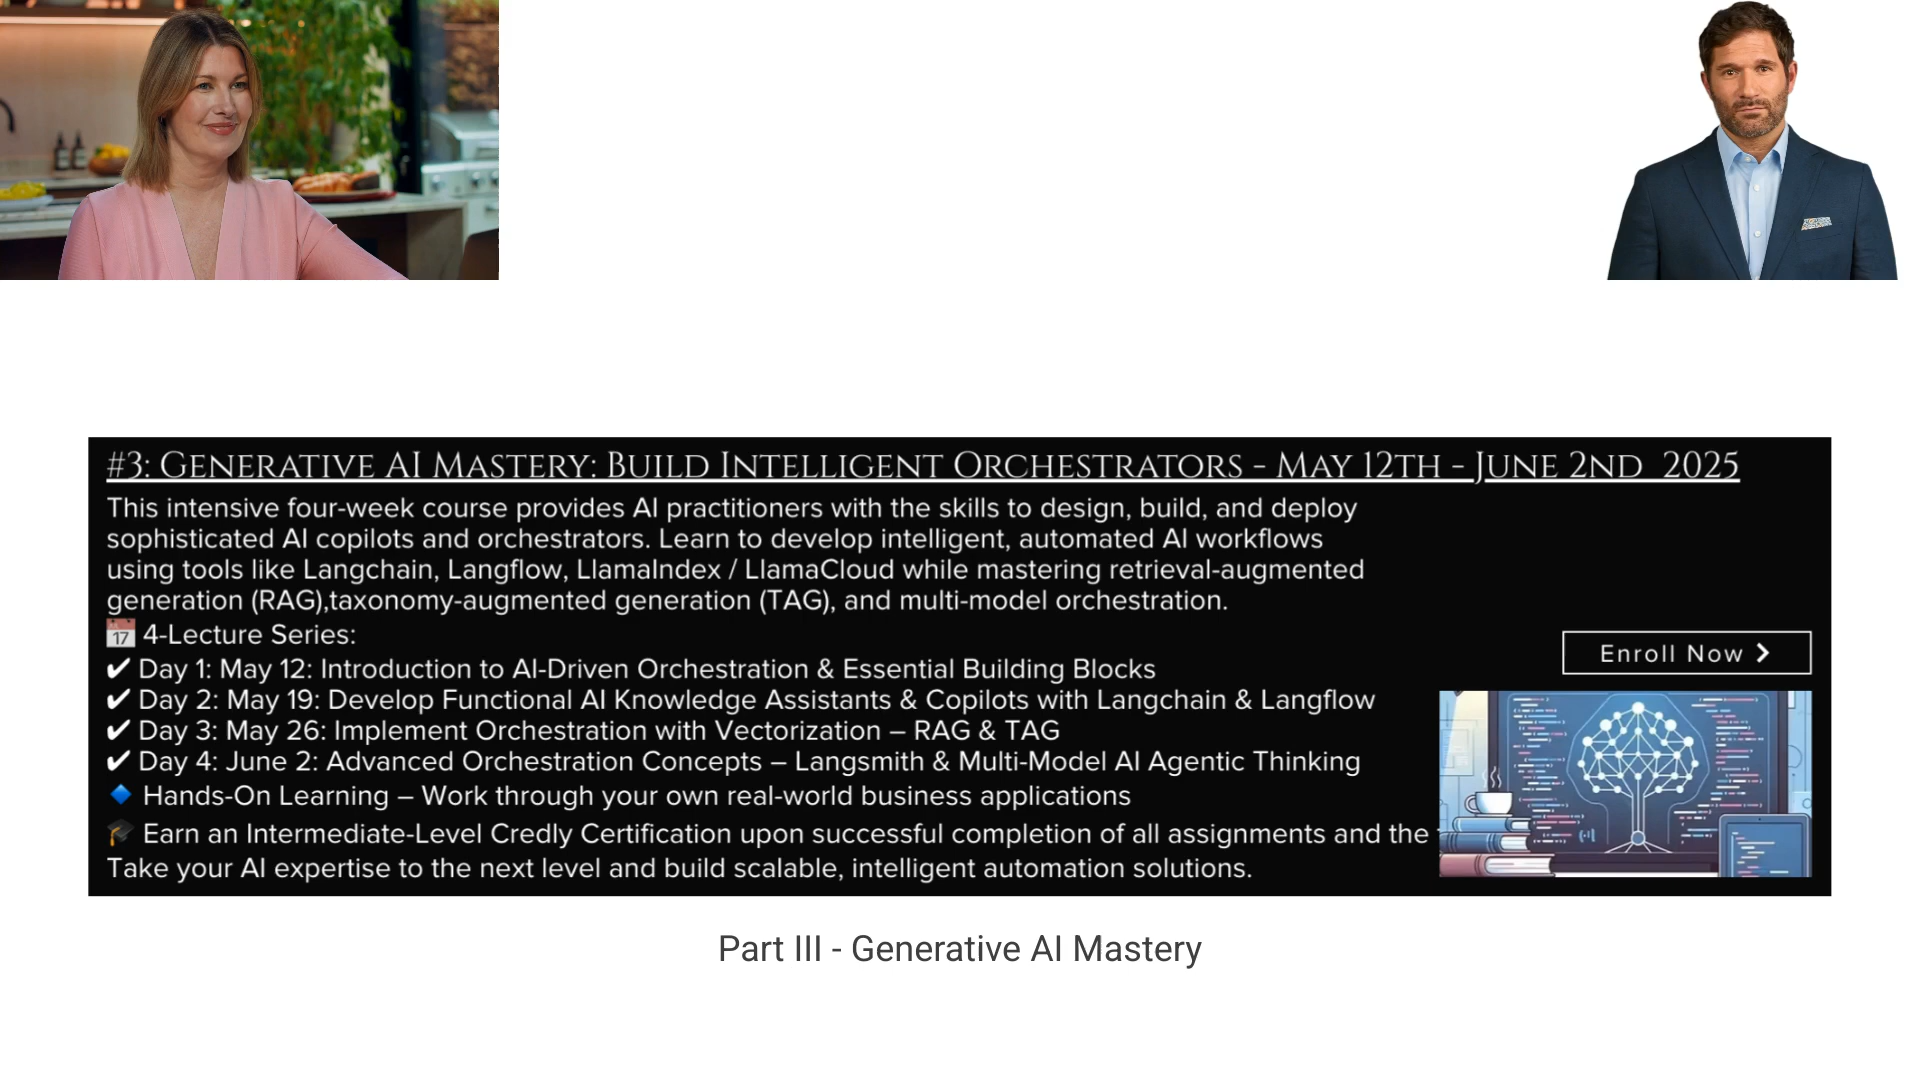 #3: Generative AI Mastery: Build Intelligent Orchestrators - May 12th - June 2nd 2025
This intensive four-week course provides AI practitioners with the skills to design, build, and deploy
sophisticated AI copilots and orchestrators. Learn to develop intelligent, automated AI workflows
using tools like Langchain, Langflow, LlamaIndex / LlamaCloud while mastering retrieval-augmented
generation (RAG),taxonomy-augmented generation (TAG), and multi-model orchestration.
📅 4-Lecture Series:
✔ Day 1: May 12: Introduction to AI-Driven Orchestration & Essential Building Blocks
✔ Day 2: May 19: Develop Functional AI Knowledge Assistants & Copilots with Langchain & Langflow
✔ Day 3: May 26: Implement Orchestration with Vectorization – RAG & TAG
✔ Day 4: June 2: Advanced Orchestration Concepts – Langsmith & Multi-Model AI Agentic Thinking
🔹 Hands-On Learning – Work through your own real-world business applications
🎓 Earn an Intermediate-Level Credly Certification upon successful completion of all assignments and the
Take your AI expertise to the next level and build scalable, intelligent automation solutions.
Enroll Now >
Part III - Generative AI Mastery